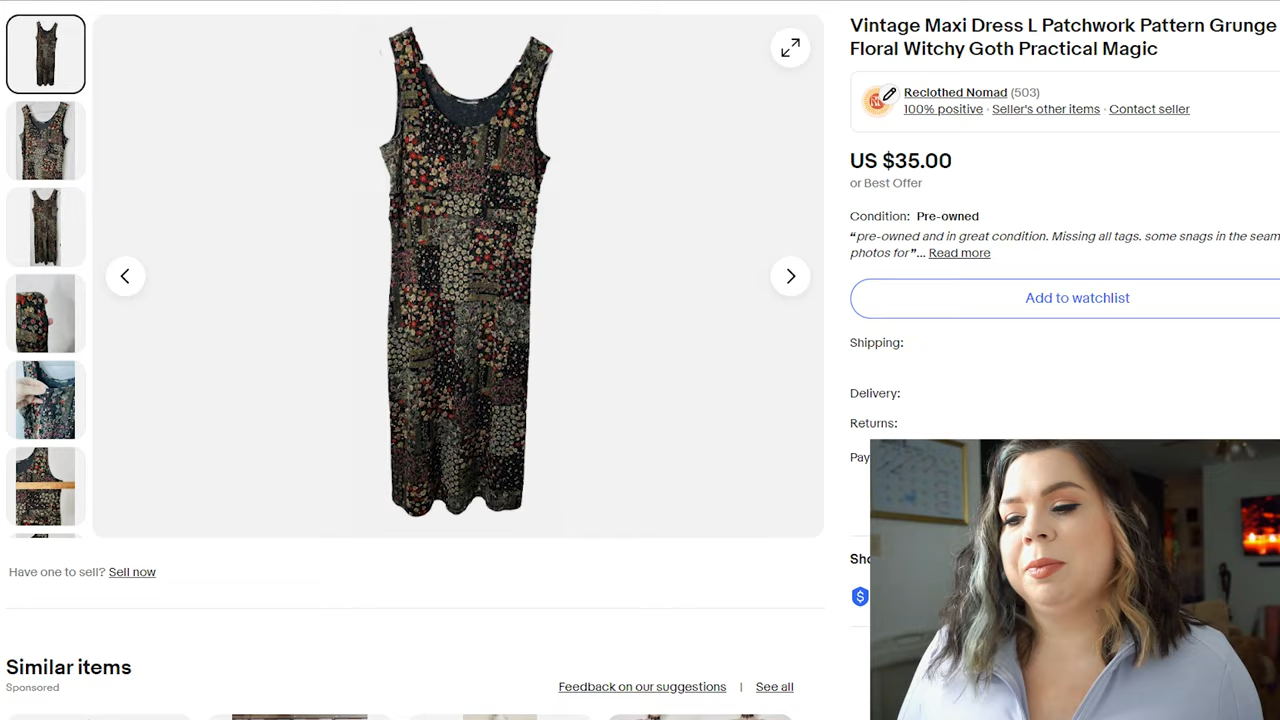 Vintage Maxi Dress L Patchwork Pattern Grunge
Floral Witchy Goth Practical Magic
Reclothed Nomad (503)
100% positive · Seller's other items · Contact seller
US $35.00
or Best Offer
Condition: Pre-owned
“pre-owned and in great condition. Missing all tags. some snags in the seam
photos for”... Read more
Add to watchlist
Shipping:
Delivery:
Returns:
Pay
Sho
Have one to sell? Sell now
Similar items
Sponsored
Feedback on our suggestions | See all